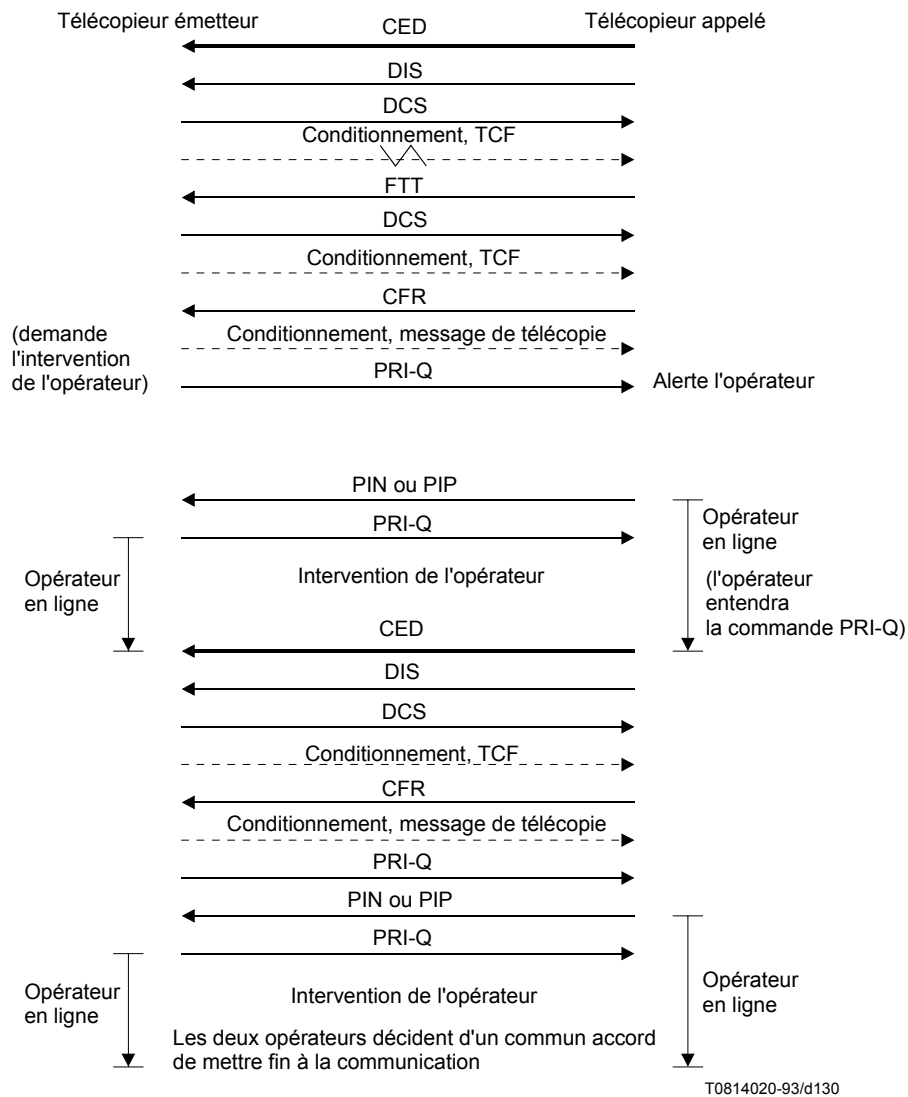 Télécopieur émetteur
Télécopieur appelé
CED
DIS
DCS
Conditionnement, TCF
FTT
DCS
Conditionnement, TCF
CFR
(demande
l'intervention
de l'opérateur)
Conditionnement, message de télécopie
PRI-Q
Alerte l'opérateur
PIN ou PIP
PRI-Q
Opérateur
en ligne
Opérateur
en ligne
Intervention de l'opérateur
(l'opérateur
entendra
la commande PRI-Q)
CED
DIS
DCS
Conditionnement, TCF
CFR
Conditionnement, message de télécopie
PRI-Q
PIN ou PIP
PRI-Q
Opérateur
en ligne
Intervention de l'opérateur
Opérateur
en ligne
Les deux opérateurs décident d'un commun accord
de mettre fin à la communication
T0814020-93/d130